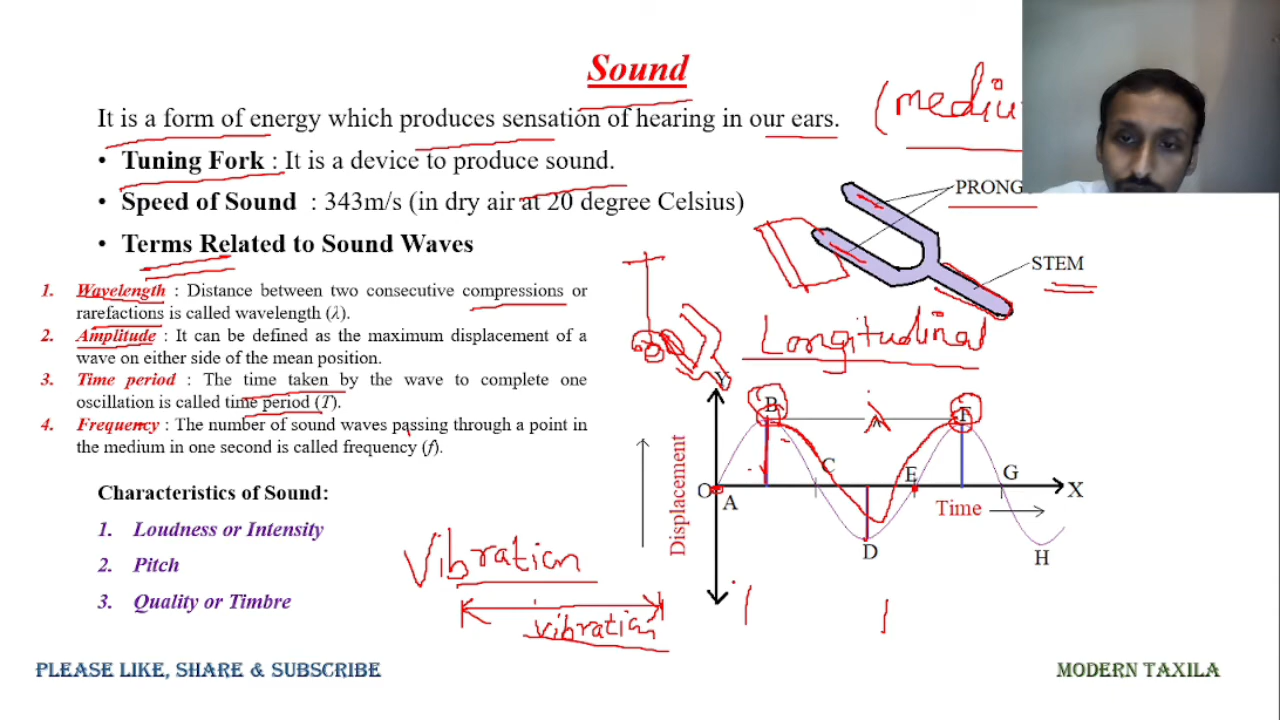 Sound
It is a form of energy which produces sensation of hearing in our ears.
(mediu
• Tuning Fork : It is a device to produce sound.
PRONG
• Speed of Sound : 343m/s (in dry air at 20 degree Celsius)
• Terms Related to Sound Waves
STEM
1. Wavelength : Distance between two consecutive compressions or
rarefactions is called wavelength (λ).
Longitudinal
2. Amplitude : It can be defined as the maximum displacement of a
wave on either side of the mean position.
3. Time period : The time taken by the wave to complete one
oscillation is called time period (T).
4. Frequency : The number of sound waves passing through a point in
the medium in one second is called frequency (f).
Y
B
λ
F
C
E
G
O
A
X
Displacement
Time
D
H
Characteristics of Sound:
1. Loudness or Intensity
2. Pitch
3. Quality or Timbre
Vibration
vibration
PLEASE LIKE, SHARE & SUBSCRIBE
MODERN TAXILA